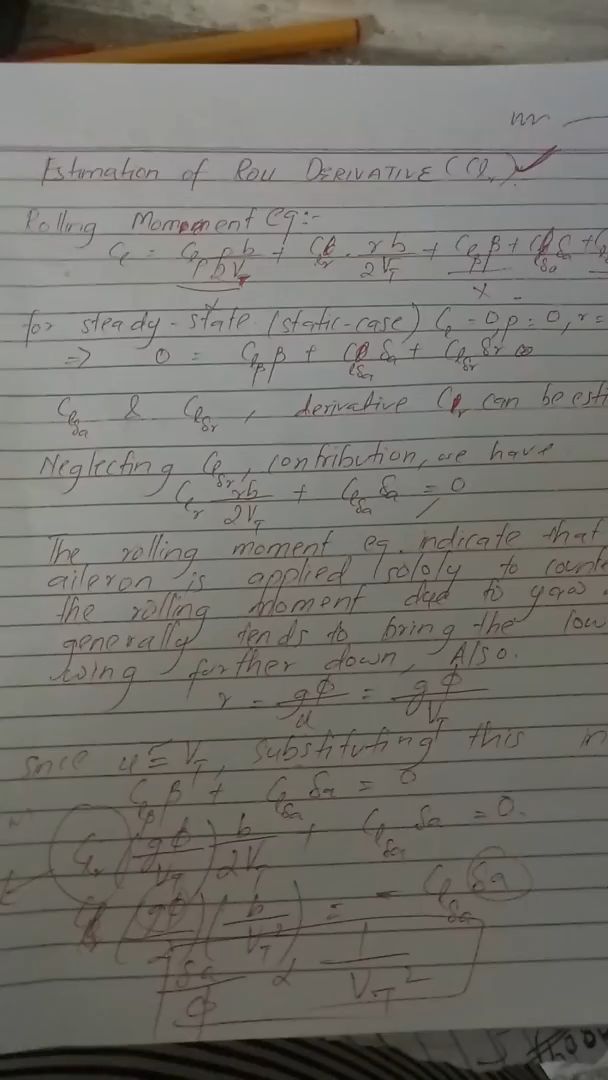 Estimation of ROLL DERIVATIVE (Clr) ✓
Rolling Momoment eq:-
Cl = Clp pb/2VT + Clr . rb/2VT + Clβ β + Clδa δa + C
for steady-state (static-case) Cl = 0, p = 0, r =
=> 0 = Clβ β + Clδa δa + Clδr δr
Clδa & Clδr, derivative Clr can be esti
Neglecting Clδr, contribution, we have
Clr rb/2VT + Clδa δa = 0
The rolling moment eq. indicate that
aileron is applied sololy to count
the rolling moment due to yaw.
generally tends to bring the low
wing further down, Also.
r = gϕ/u = gϕ/VT
Since u ≅ VT, substituting this in
Clβ β + Clδa δa = 0
Clr (gϕ/VT) b/2VT + Clδa δa = 0.
(gϕ/) (b/VT²) = - Clδa δa
δa/ϕ α 1/VT²